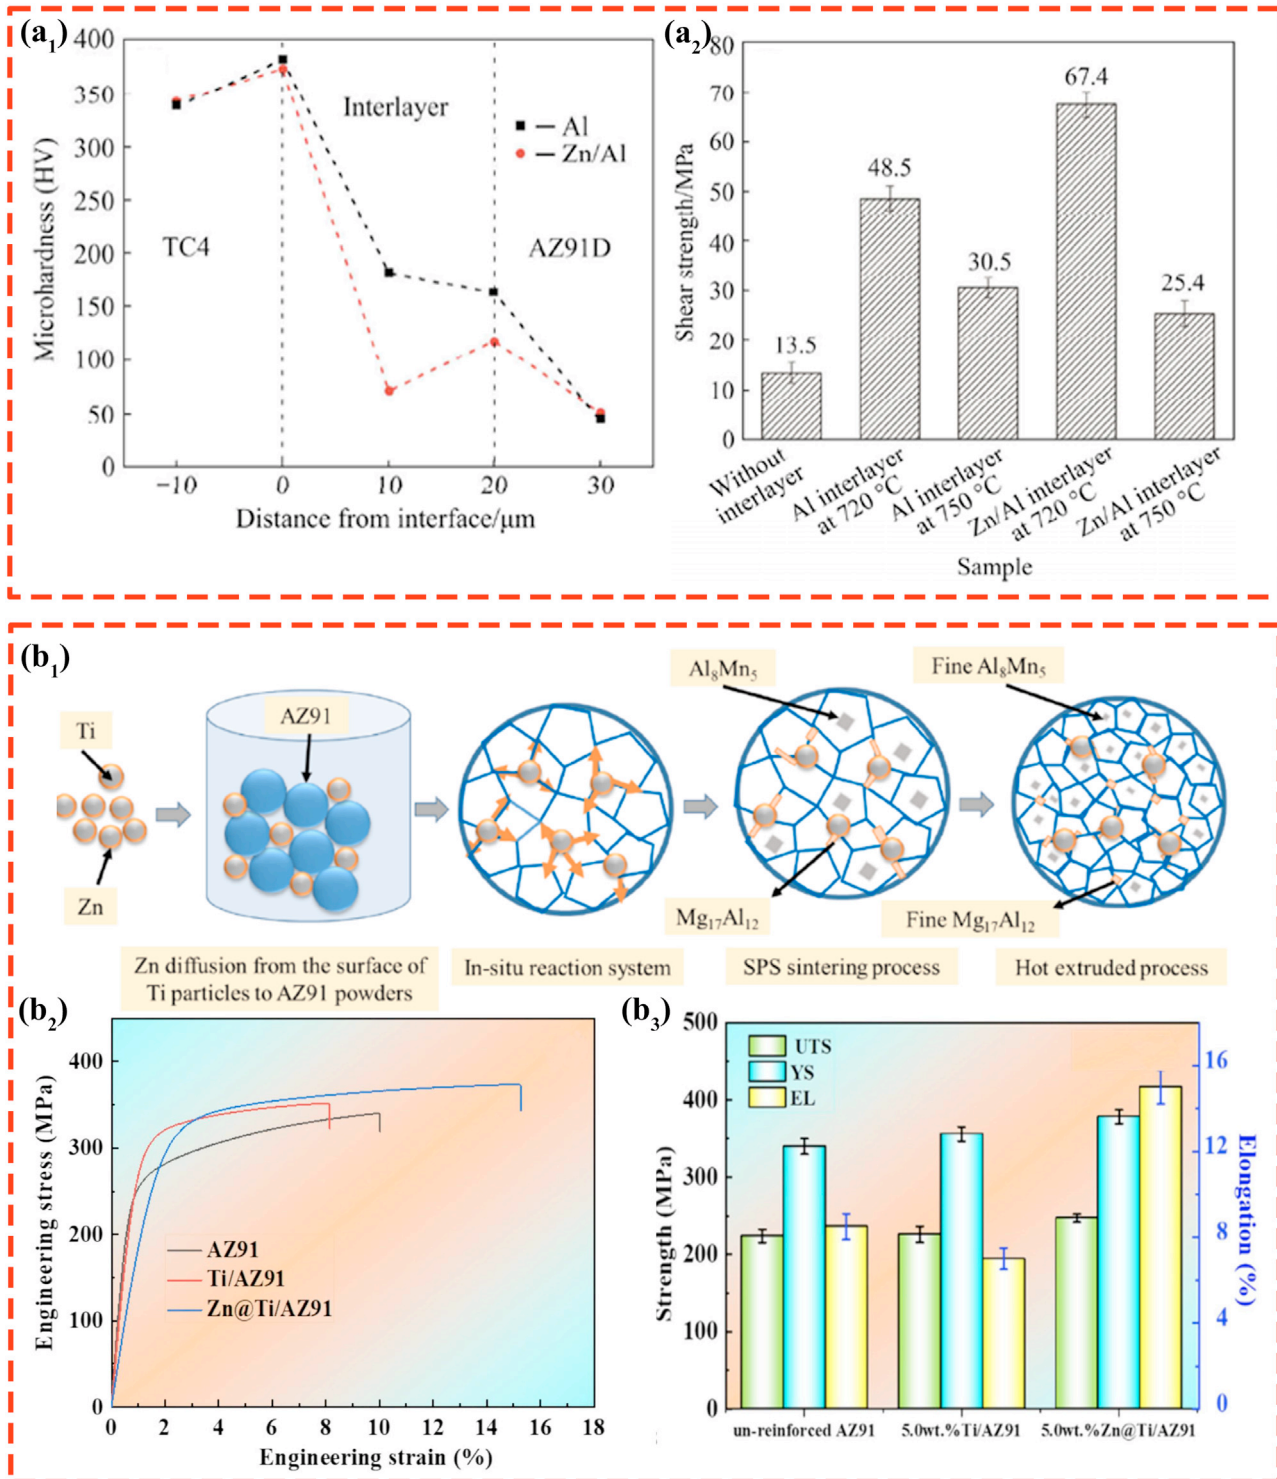 (a1)
400
350
300
250
200
150
100
50
0
Microhardness (HV)
Interlayer
Al
Zn/Al
TC4
AZ91D
−10
0
10
20
30
Distance from interface/μm
(a2)
80
70
60
50
40
30
20
10
0
Shear strength/MPa
13.5
48.5
30.5
67.4
25.4
Without
interlayer
Al interlayer
at 720 °C
Al interlayer
at 750 °C
Zn/Al interlayer
at 720 °C
Zn/Al interlayer
at 750 °C
Sample
(b1)
Ti
Zn
AZ91
Al8Mn5
Fine Al8Mn5
Mg17Al12
Fine Mg17Al12
Zn diffusion from the surface of
Ti particles to AZ91 powders
In-situ reaction system
SPS sintering process
Hot extruded process
(b2)
400
300
200
100
0
Engineering stress (MPa)
AZ91
Ti/AZ91
Zn@Ti/AZ91
0
2
4
6
8
10
12
14
16
18
Engineering strain (%)
(b3)
500
400
300
200
100
0
Strength (MPa)
UTS
YS
EL
16
12
8
4
0
Elongation (%)
un-reinforced AZ91
5.0wt.%Ti/AZ91
5.0wt.%Zn@Ti/AZ91